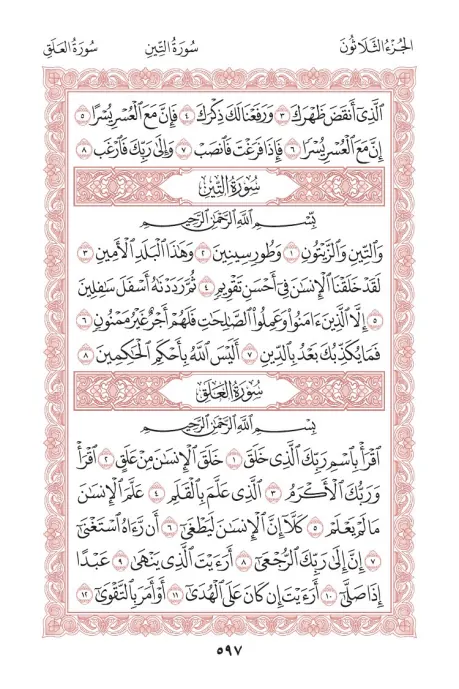 الجُزْءُ الثَّلَاثُونَ سُورَةُ التِّينِ سُورَةُ العَلَقِ
ٱلَّذِىٓ أَنقَضَ ظَهْرَكَ ٣ وَرَفَعْنَا لَكَ ذِكْرَكَ ٤ فَإِنَّ مَعَ ٱلْعُسْرِ يُسْرًا ٥
إِنَّ مَعَ ٱلْعُسْرِ يُسْرًا ٦ فَإِذَا فَرَغْتَ فَٱنصَبْ ٧ وَإِلَىٰ رَبِّكَ فَٱرْغَب ٨
سُورَةُ التِّينِ
بِسْمِ ٱللَّهِ ٱلرَّحْمَٰنِ ٱلرَّحِيمِ
وَٱلتِّينِ وَٱلزَّيْتُونِ ١ وَطُورِ سِينِينَ ٢ وَهَٰذَا ٱلْبَلَدِ ٱلْأَمِينِ ٣
لَقَدْ خَلَقْنَا ٱلْإِنسَٰنَ فِىٓ أَحْسَنِ تَقْوِيمٍ ٤ ثُمَّ رَدَدْنَٰهُ أَسْفَلَ سَٰفِلِينَ
٥ إِلَّا ٱلَّذِينَ ءَامَنُوا۟ وَعَمِلُوا۟ ٱلصَّٰلِحَٰتِ فَلَهُمْ أَجْرٌ غَيْرُ مَمْنُونٍ ٦
فَمَا يُكَذِّبُكَ بَعْدُ بِٱلدِّينِ ٧ أَلَيْسَ ٱللَّهُ بِأَحْكَمِ ٱلْحَٰكِمِينَ ٨
سُورَةُ العَلَقِ
بِسْمِ ٱللَّهِ ٱلرَّحْمَٰنِ ٱلرَّحِيمِ
ٱقْرَأْ بِٱسْمِ رَبِّكَ ٱلَّذِى خَلَقَ ١ خَلَقَ ٱلْإِنسَٰنَ مِنْ عَلَقٍ ٢ ٱقْرَأْ
وَرَبُّكَ ٱلْأَكْرَمُ ٣ ٱلَّذِى عَلَّمَ بِٱلْقَلَمِ ٤ عَلَّمَ ٱلْإِنسَٰنَ
مَا لَمْ يَعْلَمْ ٥ كَلَّآ إِنَّ ٱلْإِنسَٰنَ لَيَطْغَىٰٓ ٦ أَن رَّءَاهُ ٱسْتَغْنَىٰٓ
٧ إِنَّ إِلَىٰ رَبِّكَ ٱلرُّجْعَىٰٓ ٨ أَرَءَيْتَ ٱلَّذِى يَنْهَىٰ ٩ عَبْدًا
إِذَا صَلَّىٰٓ ١٠ أَرَءَيْتَ إِن كَانَ عَلَى ٱلْهُدَىٰٓ ١١ أَوْ أَمَرَ بِٱلتَّقْوَىٰٓ ١٢
٥٩٧